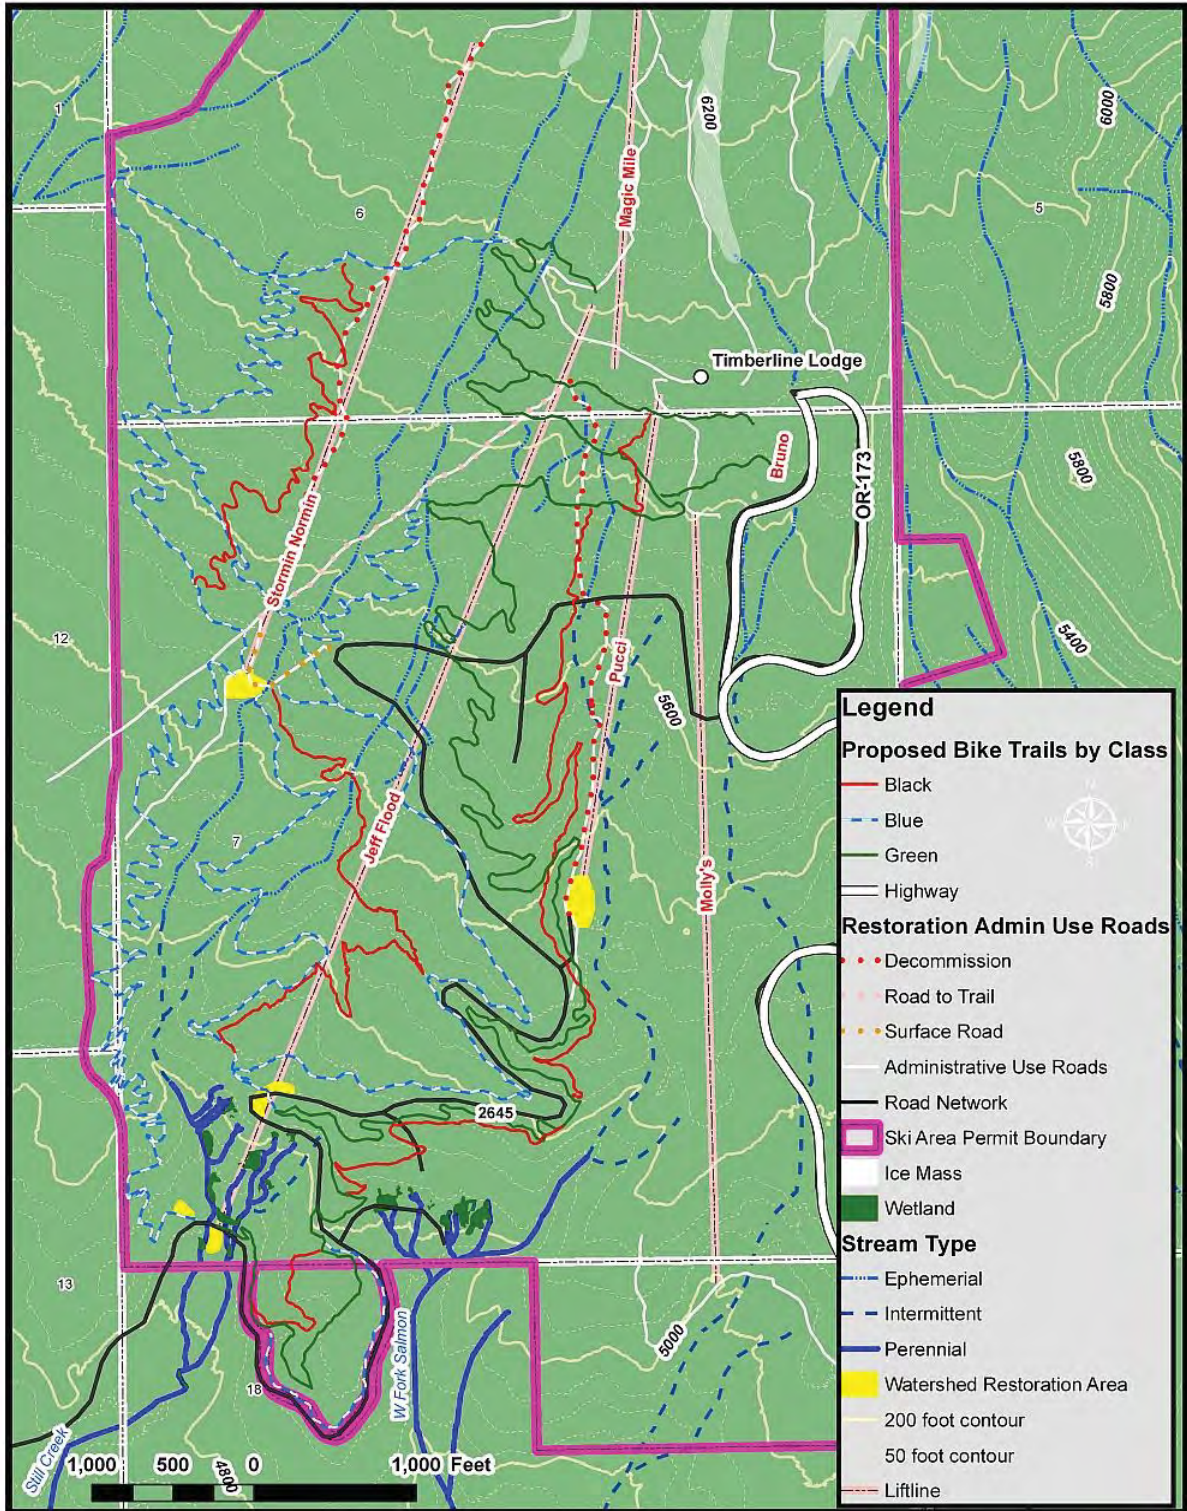 1
6
6200
6000
5
Magic Mile
5800
Timberline Lodge
Bruno
OR-173
5800
Stormin Normin
12
5400
Pucci
5600
Legend
Proposed Bike Trails by Class
Black
Blue
Green
Highway
Restoration Admin Use Roads
Decommission
Road to Trail
Surface Road
Administrative Use Roads
Road Network
Ski Area Permit Boundary
Ice Mass
Wetland
Stream Type
Ephemerial
Intermittent
Perennial
Watershed Restoration Area
200 foot contour
50 foot contour
Liftline
N
W
E
S
Jeff Flood
7
Molly's
2645
13
18
W Fork Salmon
5000
Still Creek
4800
1,000 500 0 1,000 Feet